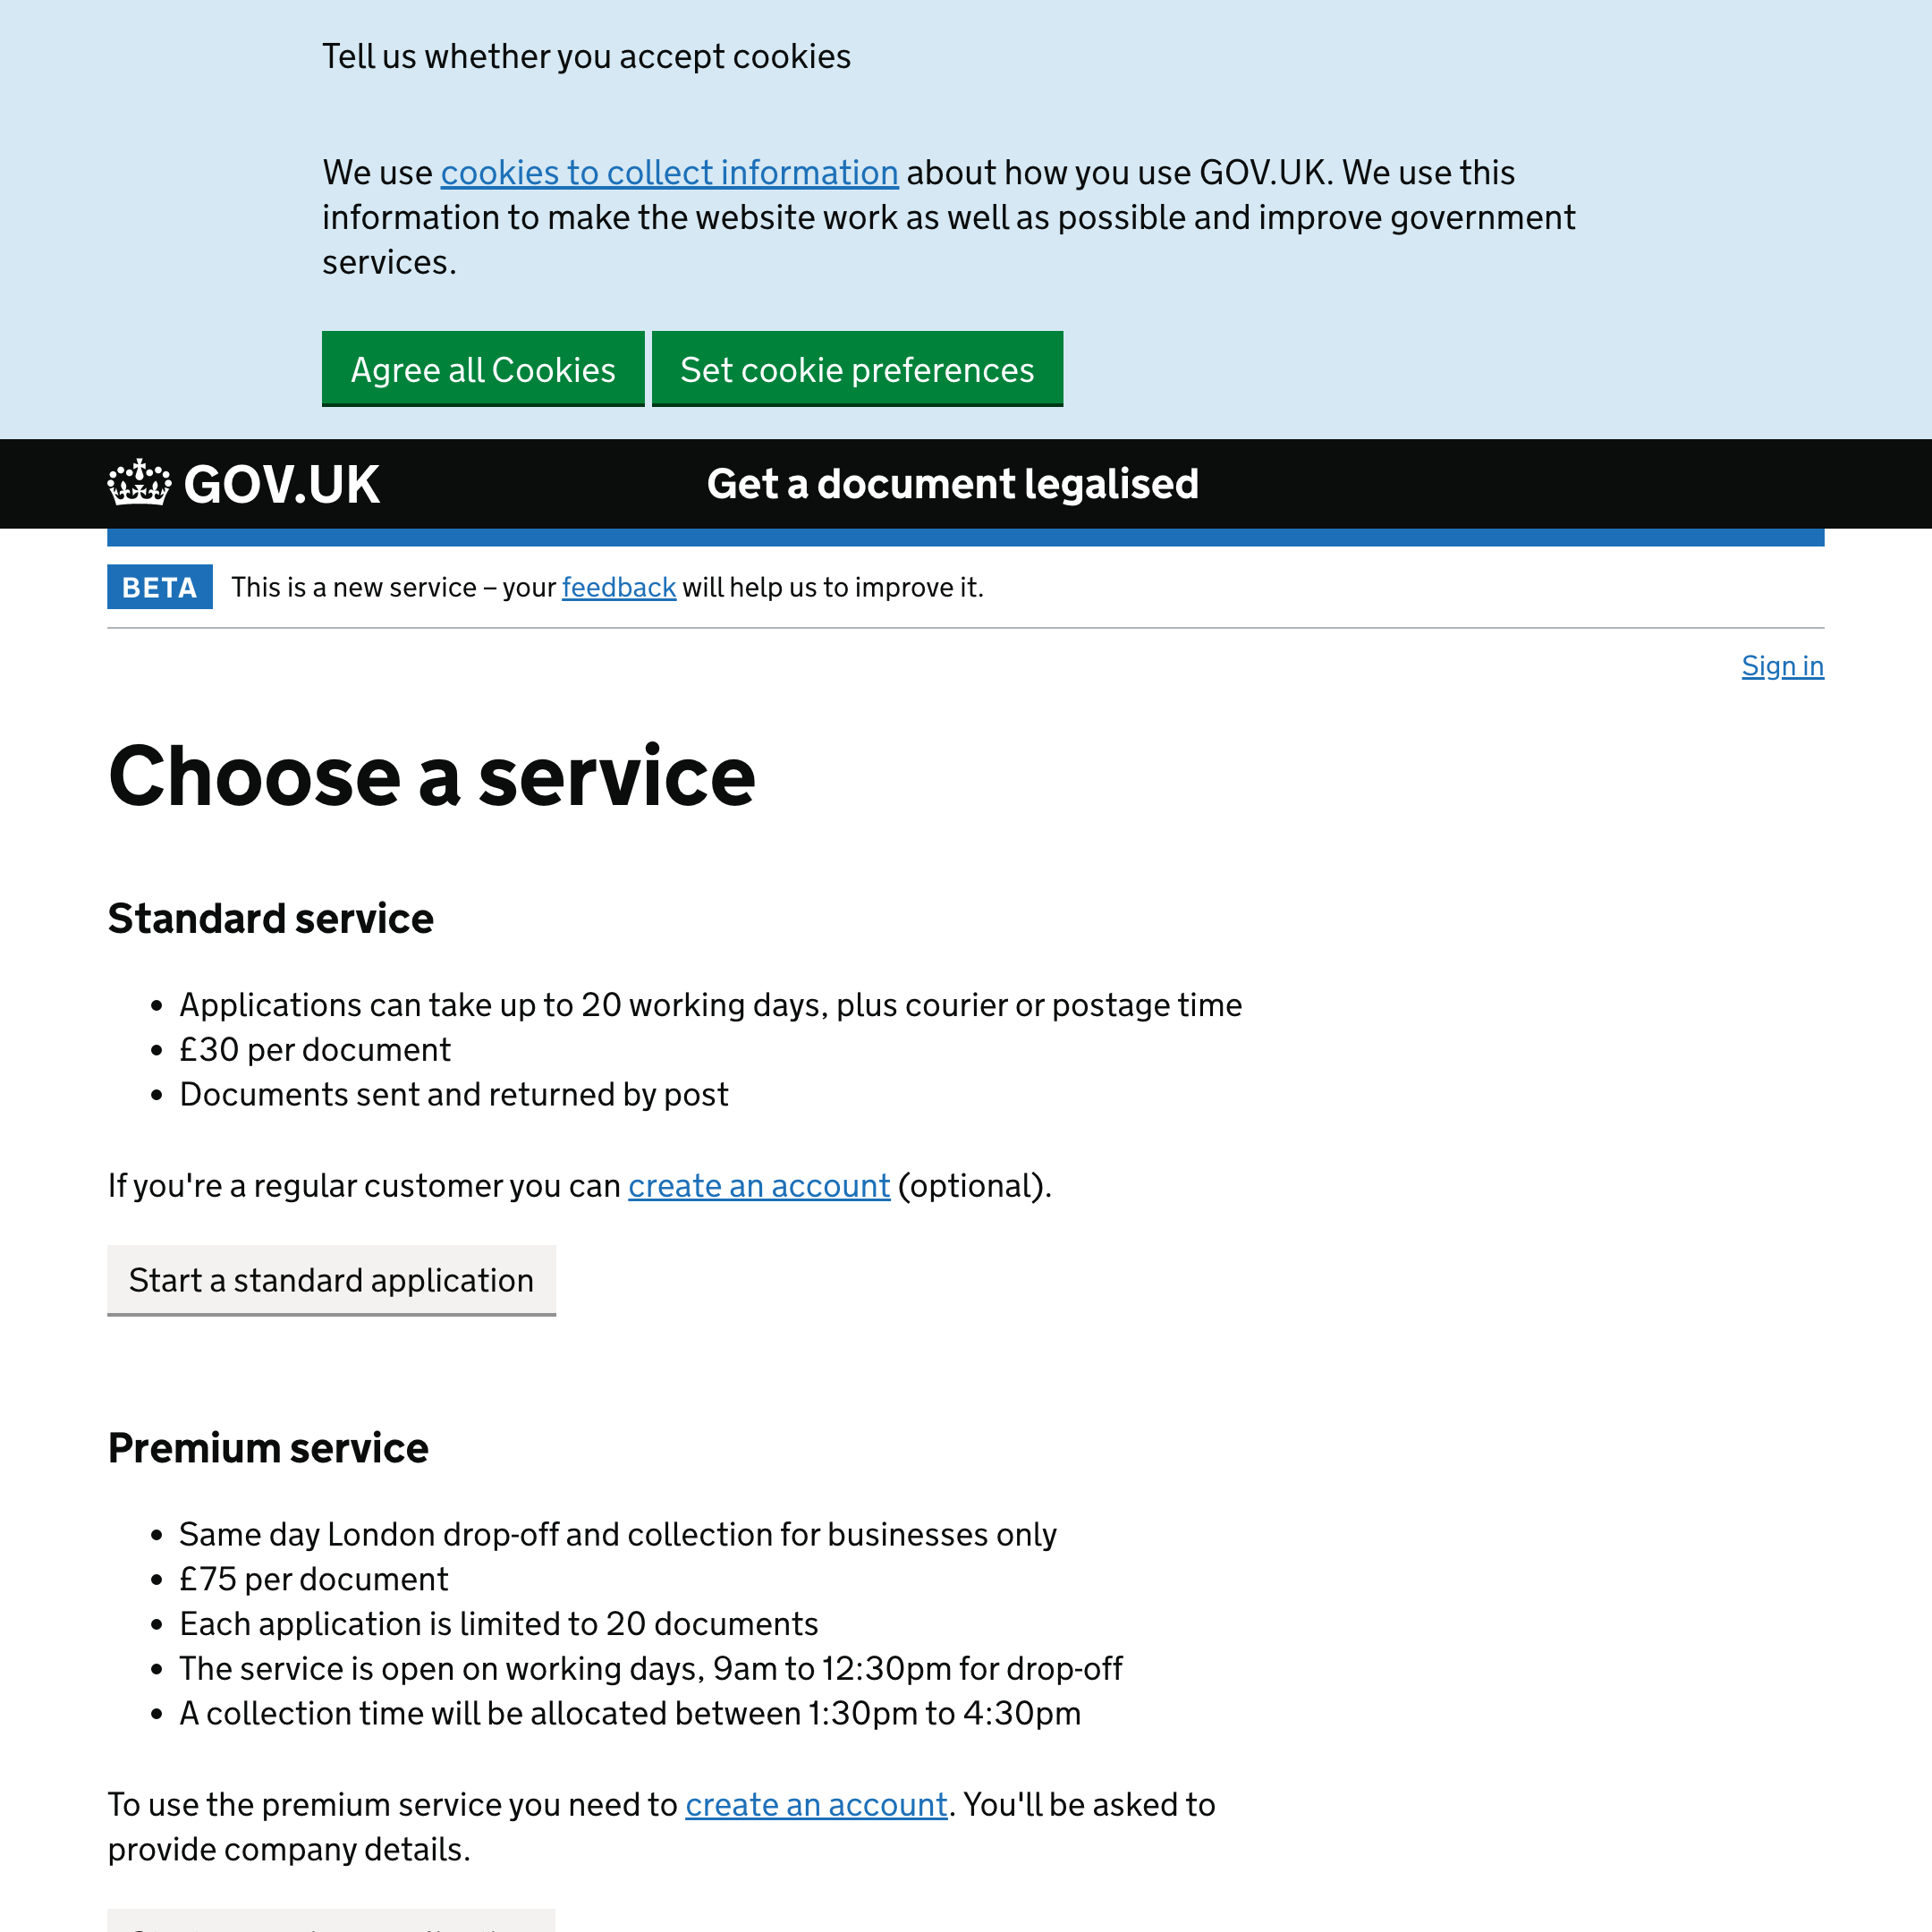 Tell us whether you accept cookies
We use cookies to collect information about how you use GOV.UK. We use this
information to make the website work as well as possible and improve government
services.
Agree all Cookies Set cookie preferences
GOV.UK Get a document legalised
BETA This is a new service – your feedback will help us to improve it.
Sign in
Choose a service
Standard service
• Applications can take up to 20 working days, plus courier or postage time
• £30 per document
• Documents sent and returned by post
If you're a regular customer you can create an account (optional).
Start a standard application
Premium service
• Same day London drop-off and collection for businesses only
• £75 per document
• Each application is limited to 20 documents
• The service is open on working days, 9am to 12:30pm for drop-off
• A collection time will be allocated between 1:30pm to 4:30pm
To use the premium service you need to create an account. You'll be asked to
provide company details.